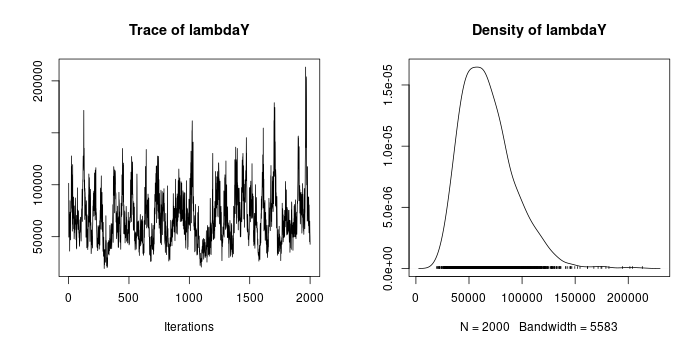 Trace of lambdaY
200000
100000
50000
0
500
1000
1500
2000
Iterations
Density of lambdaY
1.5e-05
1.0e-05
5.0e-06
0.0e+00
0
50000
100000
150000
200000
N = 2000 Bandwidth = 5583